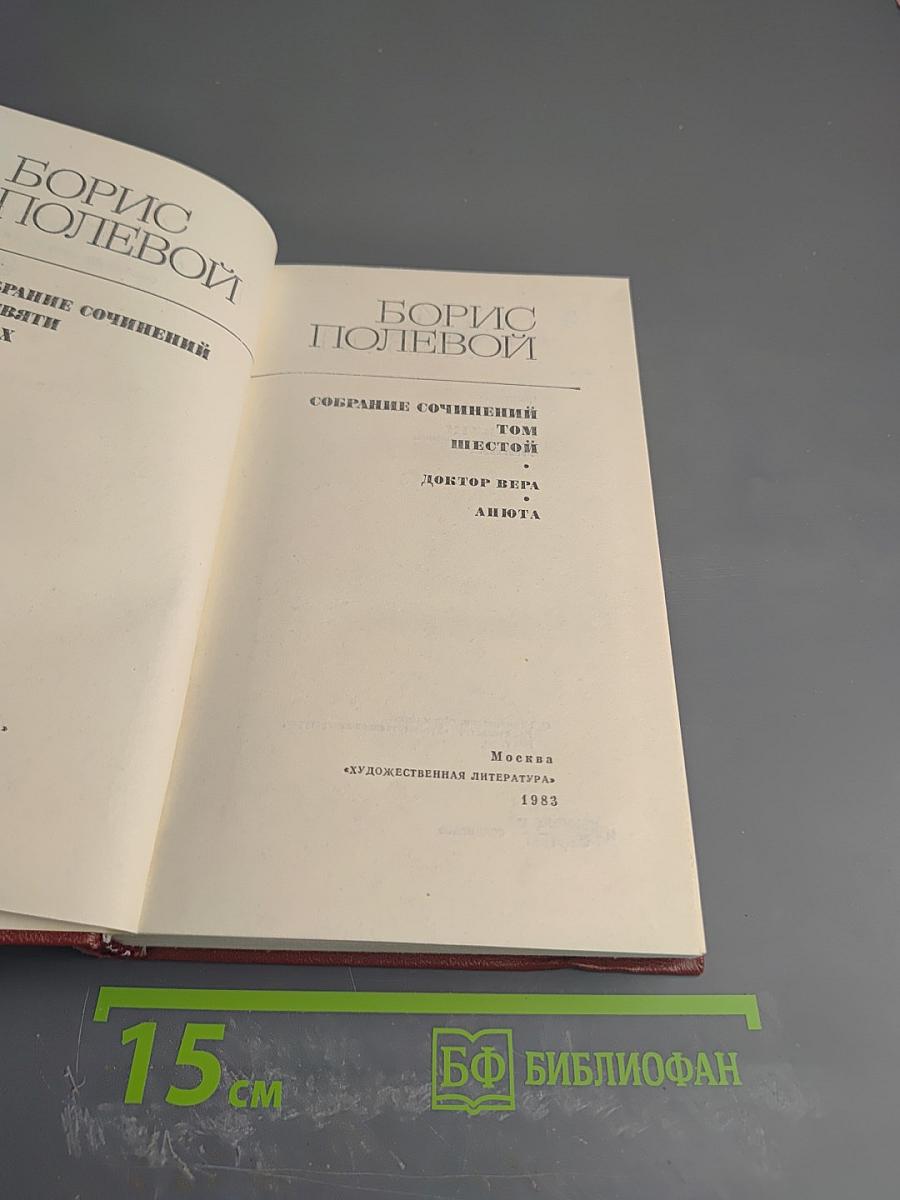 БОРИС
ПОЛЕВОЙ
СОЧИНЕНИЙ
БОРИС
ПОЛЕВОЙ
СОБРАНИЕ СОЧИНЕНИЙ
ТОМ
ШЕСТОЙ
•
ДОКТОР ВЕРА
•
АНЮТА
Москва
«ХУДОЖЕСТВЕННАЯ ЛИТЕРАТУРА»
1983
15 см
БФ БИБЛИОФАН